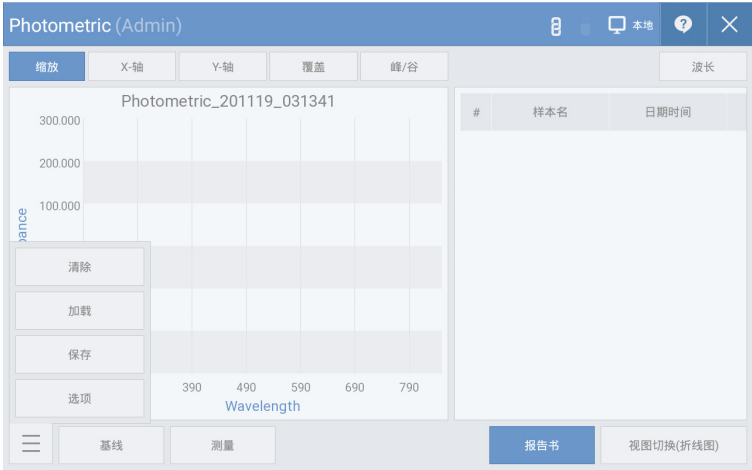 Photometric (Admin)
本地
?
缩放
X-轴
Y-轴
覆盖
峰/谷
波长
Photometric_201119_031341
300.000
200.000
100.000
清除
加载
保存
选项
390 490 590 690 790
Wavelength
# 样本名 日期时间
基线
测量
报告书
视图切换(折线图)